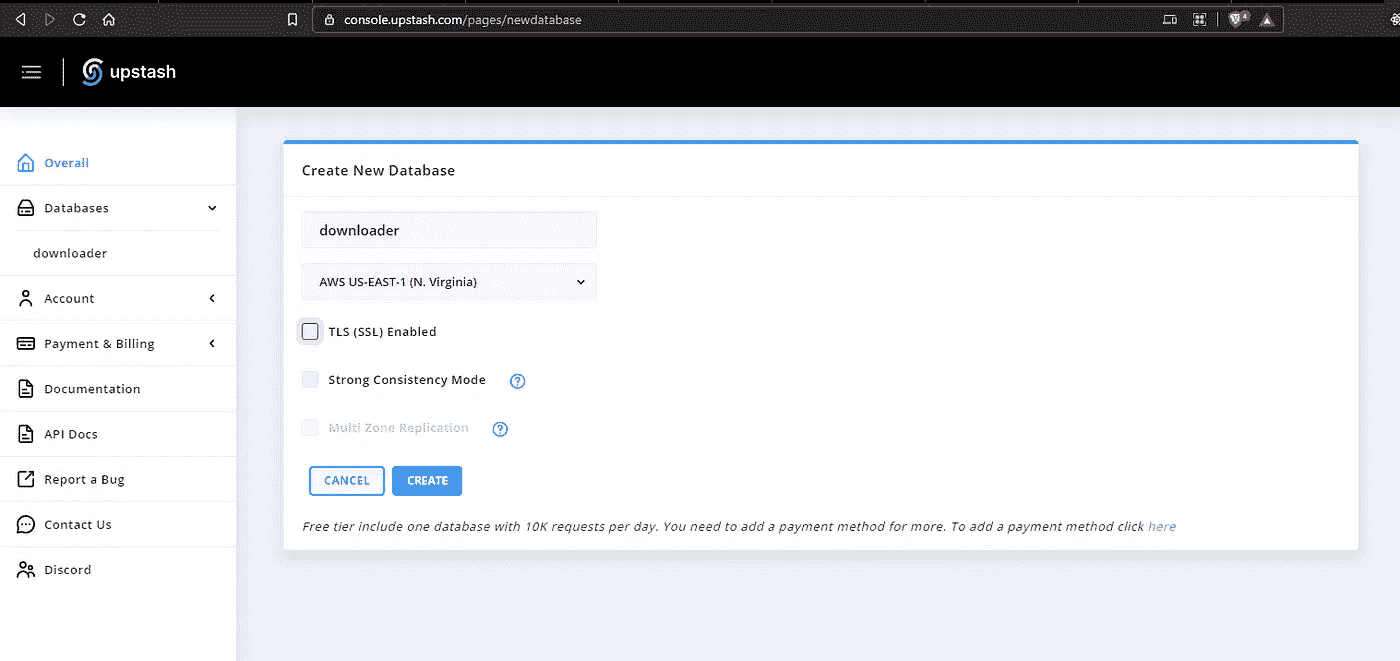 console.upstash.com/pages/newdatabase
4
upstash
Overall
Databases
downloader
Account
Payment & Billing
Documentation
API Docs
Report a Bug
Contact Us
Discord
Create New Database
downloader
AWS US-EAST-1 (N. Virginia)
TLS (SSL) Enabled
Strong Consistency Mode ?
Multi Zone Replication ?
CANCEL CREATE
Free tier include one database with 10K requests per day. You need to add a payment method for more. To add a payment method click here